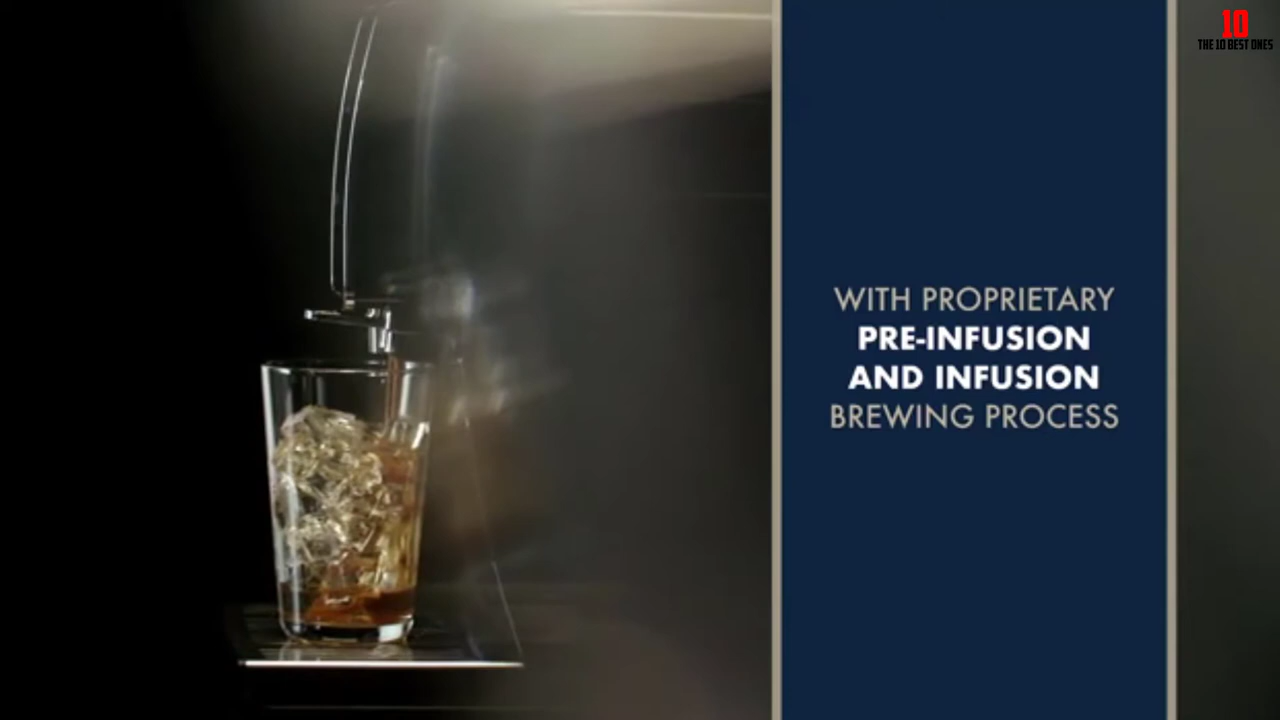 10
THE 10 BEST ONES
WITH PROPRIETARY
PRE-INFUSION
AND INFUSION
BREWING PROCESS